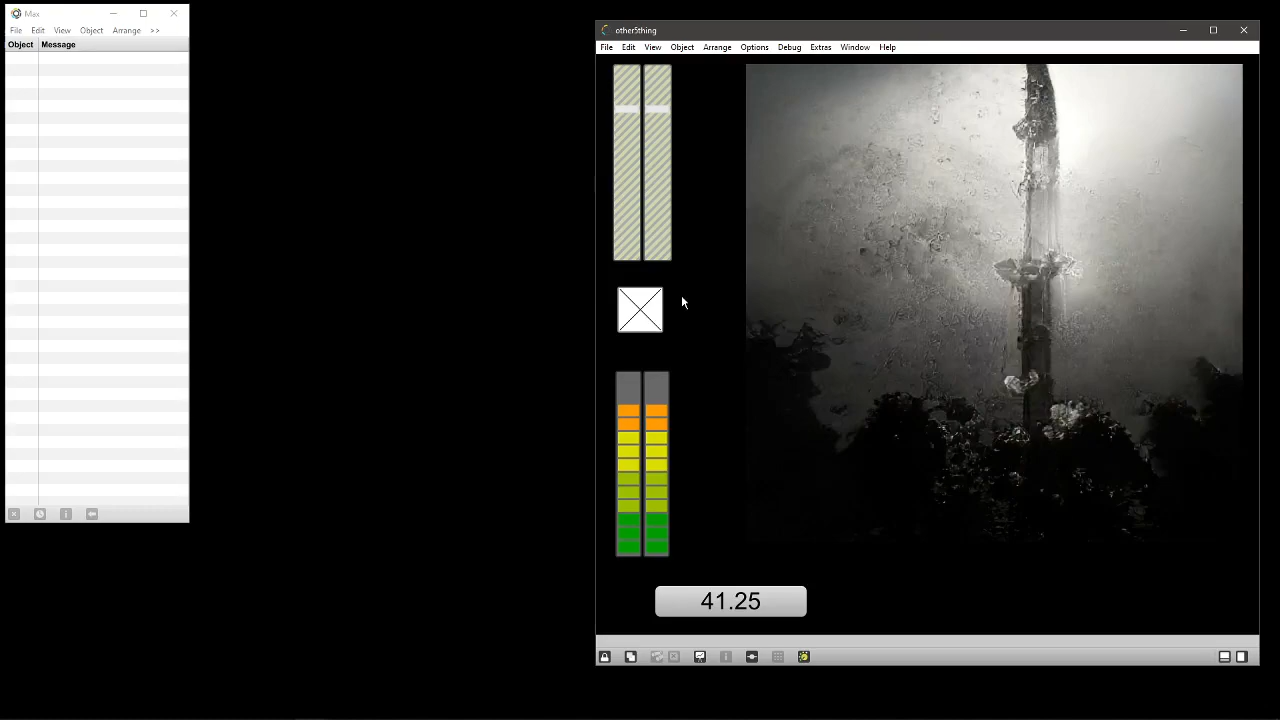 Max
File Edit View Object Arrange >>
Object Message
other5thing
File Edit View Object Arrange Options Debug Extras Window Help
41.25